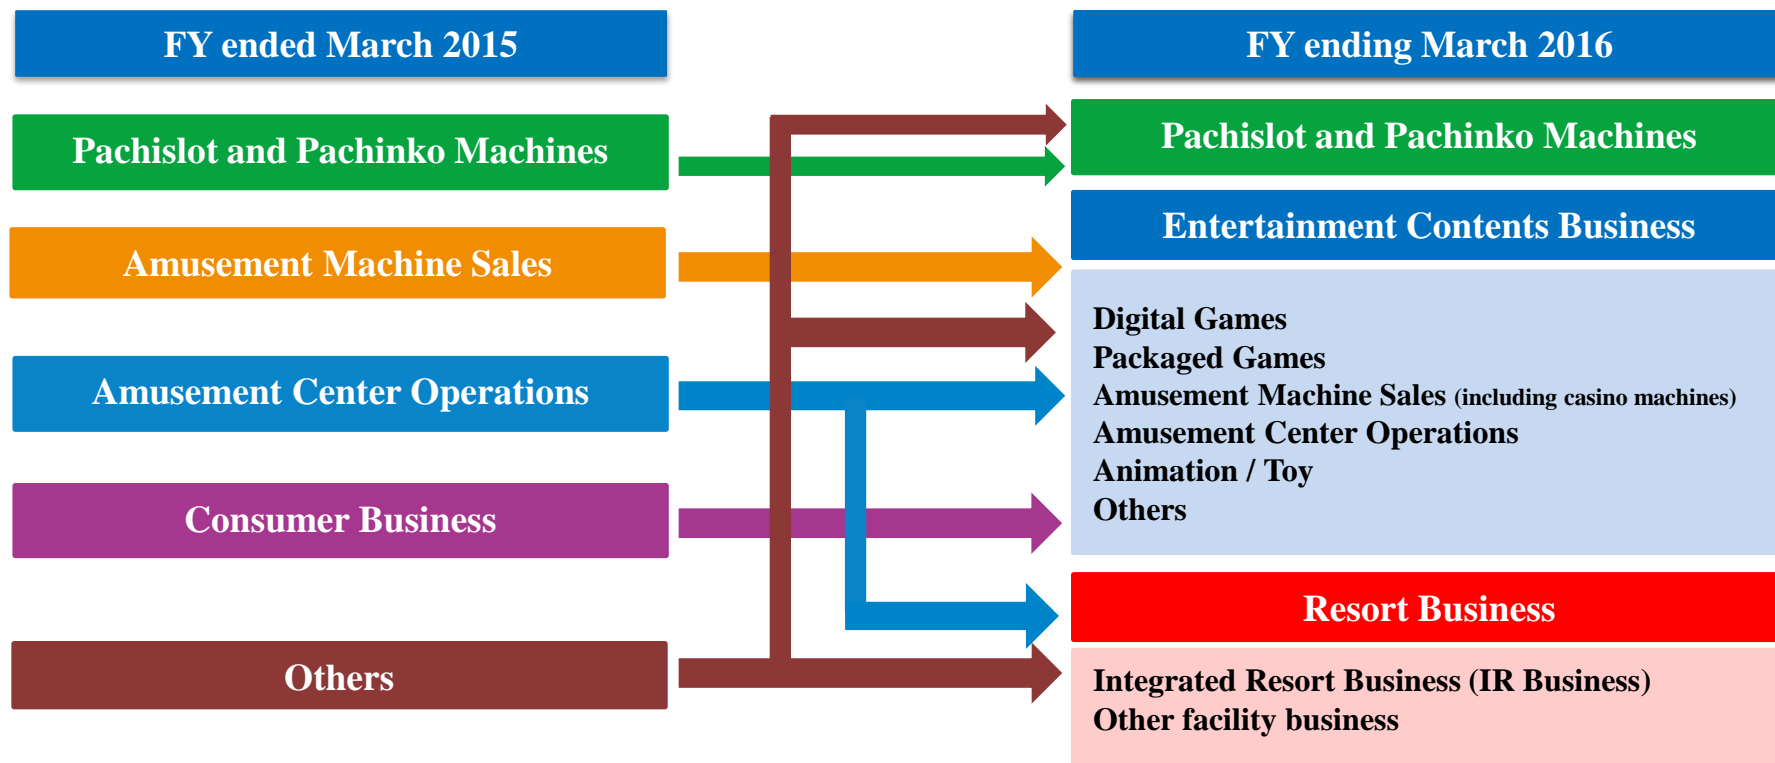 FY ended March 2015
FY ending March 2016
Pachislot and Pachinko Machines
Amusement Machine Sales
Amusement Center Operations
Consumer Business
Others
Pachislot and Pachinko Machines
Entertainment Contents Business
Digital Games
Packaged Games
Amusement Machine Sales (including casino machines)
Amusement Center Operations
Animation / Toy
Others
Resort Business
Integrated Resort Business (IR Business)
Other facility business